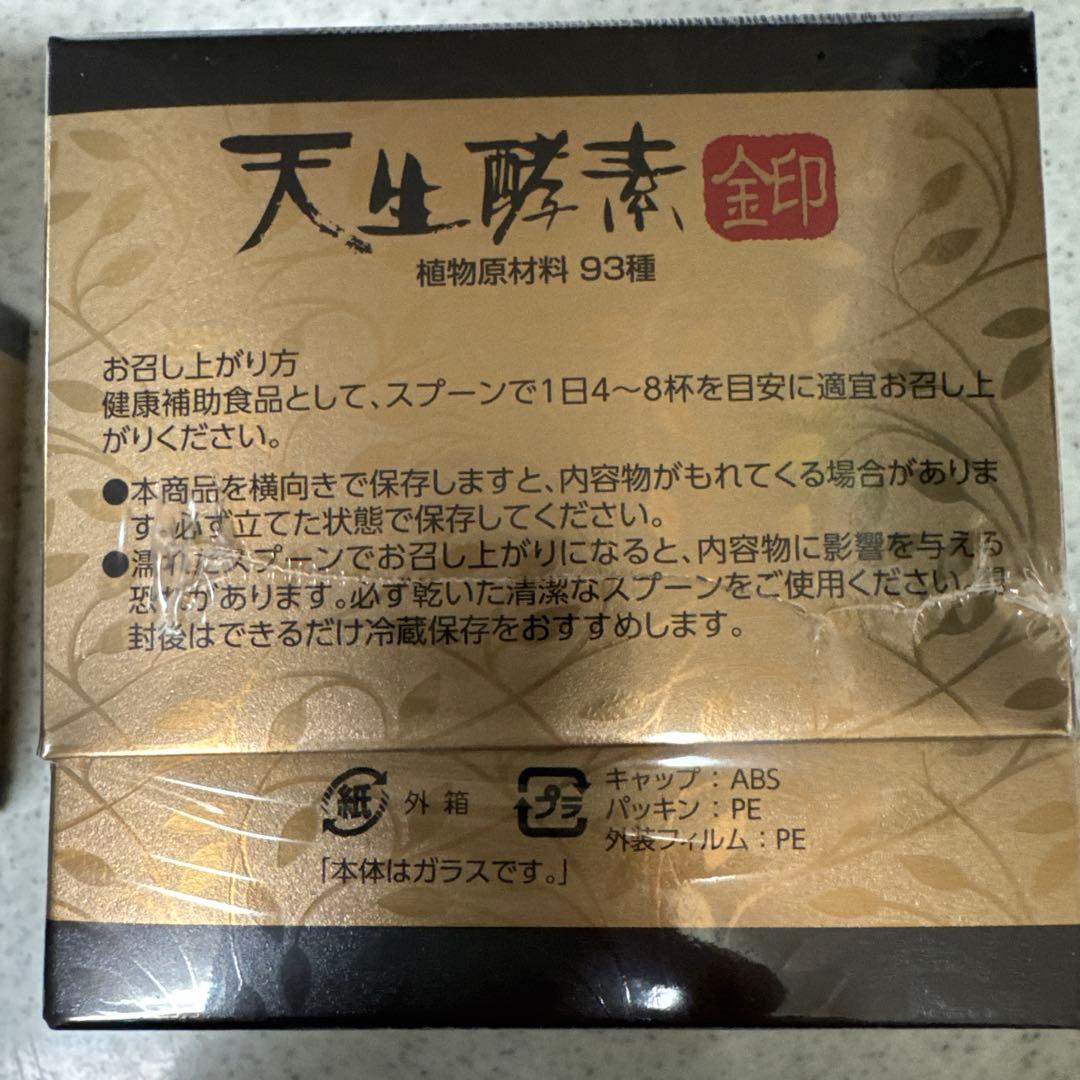 天生酵素 金印
植物原材料 93種
お召し上がり方
健康補助食品として、スプーンで1日4〜8杯を目安に適宜お召し上
がりください。
●本商品を横向きで保存しますと、内容物がもれてくる場合がありま
す。必ず立てた状態で保存してください。
●濡れたスプーンでお召し上がりになると、内容物に影響を与える
恐れがあります。必ず乾いた清潔なスプーンをご使用ください。開
封後はできるだけ冷蔵保存をおすすめします。
紙 外箱 プラ キャップ：ABS
パッキン：PE
外装フィルム：PE
「本体はガラスです。」